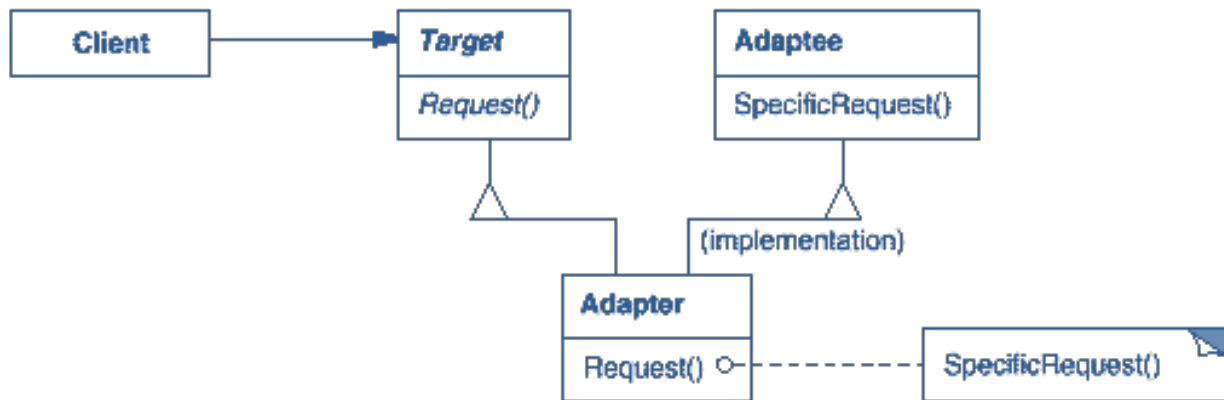 Client
Target
Request()
Adaptee
SpecificRequest()
(implementation)
Adapter
Request()
SpecificRequest()